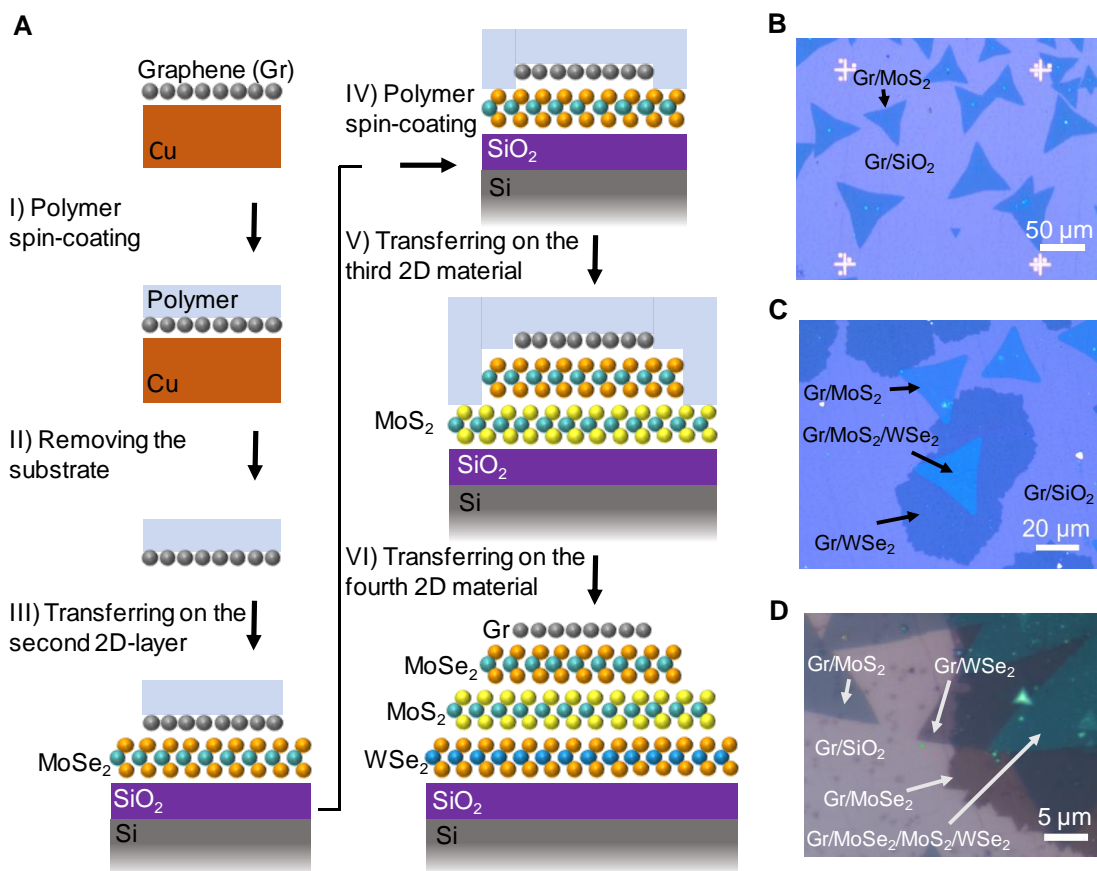 A
Graphene (Gr)
Cu
I) Polymer
spin-coating
Polymer
Cu
II) Removing the
substrate
III) Transferring on the
second 2D-layer
MoSe₂
SiO₂
Si
IV) Polymer
spin-coating
SiO₂
Si
V) Transferring on the
third 2D material
MoS₂
SiO₂
Si
VI) Transferring on the
fourth 2D material
Gr
MoSe₂
MoS₂
WSe₂
SiO₂
Si
B
Gr/MoS₂
Gr/SiO₂
50 µm
C
Gr/MoS₂
Gr/MoS₂/WSe₂
Gr/SiO₂
Gr/WSe₂
20 µm
D
Gr/MoS₂
Gr/WSe₂
Gr/SiO₂
Gr/MoSe₂
Gr/MoSe₂/MoS₂/WSe₂
5 µm